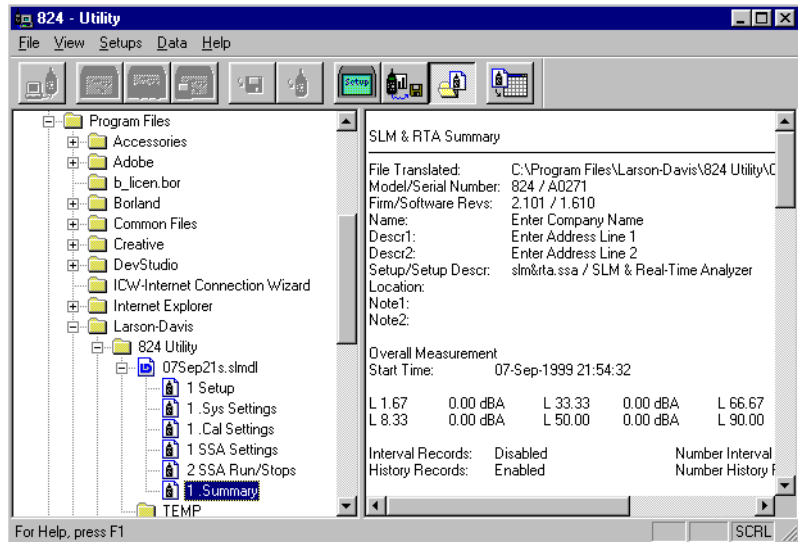 824 - Utility
File View Setups Data Help
Setup
Program Files
Accessories
Adobe
b_licen.bor
Borland
Common Files
Creative
DevStudio
ICW-Internet Connection Wizard
Internet Explorer
Larson-Davis
824 Utility
07Sep21s.slmdl
1 Setup
1 .Sys Settings
1 .Cal Settings
1 SSA Settings
2 SSA Run/Stops
1 .Summary
TEMP
SLM & RTA Summary
File Translated: C:\Program Files\Larson-Davis\824 Utility\
Model/Serial Number: 824 / A0271
Firm/Software Revs: 2.101 / 1.610
Name: Enter Company Name
Descr1: Enter Address Line 1
Descr2: Enter Address Line 2
Setup/Setup Descr: slm&rta.ssa / SLM & Real-Time Analyzer
Location:
Note1:
Note2:
Overall Measurement
Start Time: 07-Sep-1999 21:54:32
L 1.67 0.00 dBA L 33.33 0.00 dBA L 66.67
L 8.33 0.00 dBA L 50.00 0.00 dBA L 90.00
Interval Records: Disabled Number Interval
History Records: Enabled Number History
For Help, press F1
SCRL